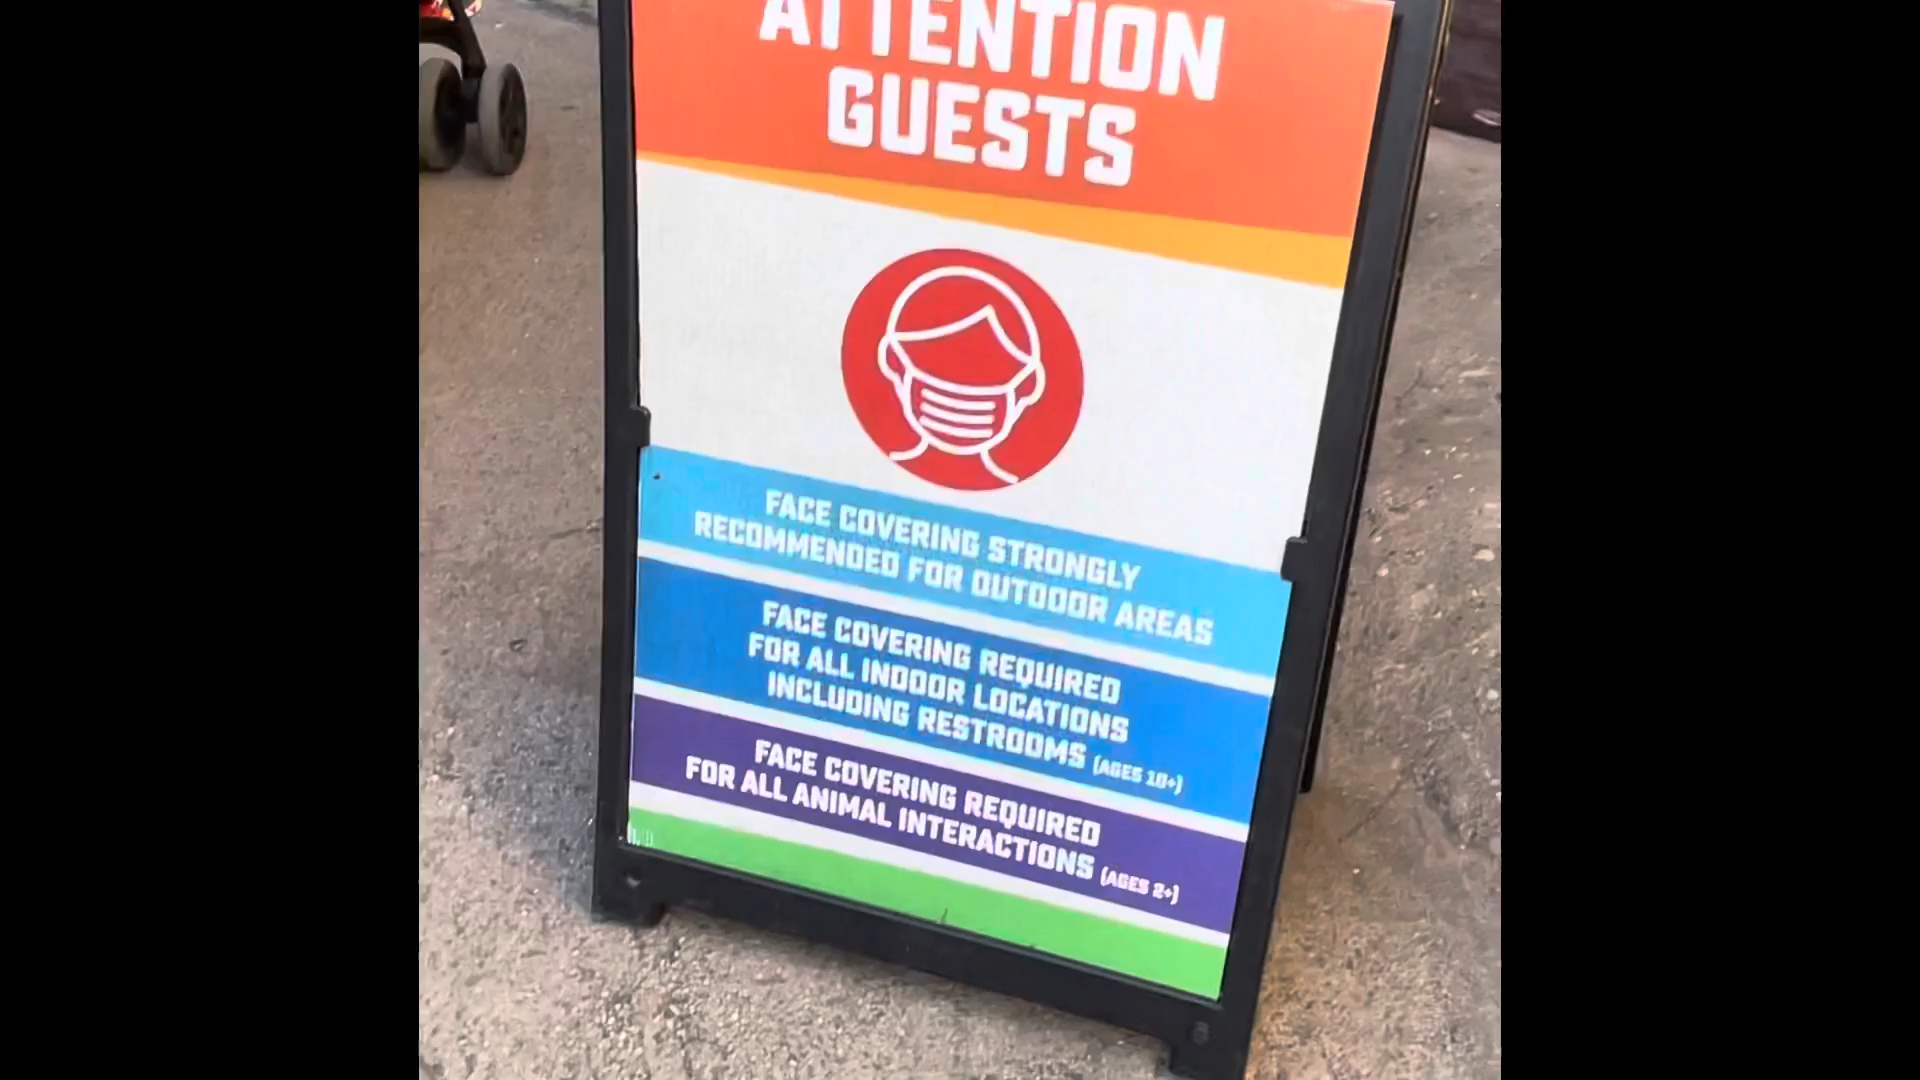 ATTENTION
GUESTS
FACE COVERING STRONGLY
RECOMMENDED FOR OUTDOOR AREAS
FACE COVERING REQUIRED
FOR ALL INDOOR LOCATIONS
INCLUDING RESTROOMS (AGES 10+)
FACE COVERING REQUIRED
FOR ALL ANIMAL INTERACTIONS (AGES 2+)